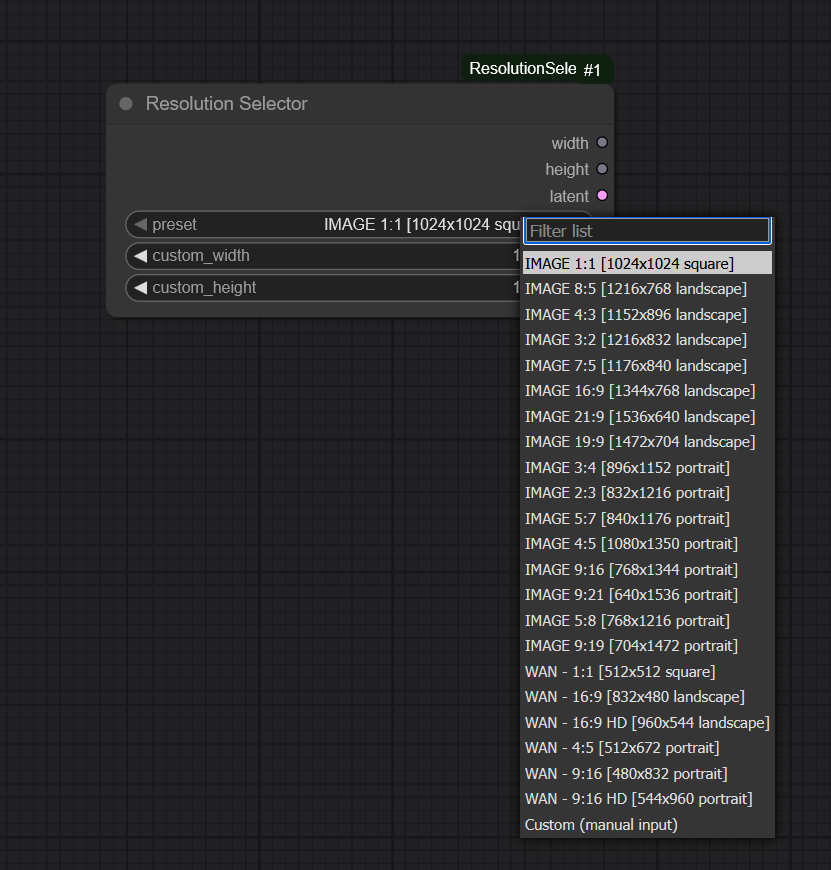 ResolutionSele #1
Resolution Selector
width
height
latent
preset IMAGE 1:1 [1024x1024 squ
custom_width 1
custom_height 1
Filter list
IMAGE 1:1 [1024x1024 square]
IMAGE 8:5 [1216x768 landscape]
IMAGE 4:3 [1152x896 landscape]
IMAGE 3:2 [1216x832 landscape]
IMAGE 7:5 [1176x840 landscape]
IMAGE 16:9 [1344x768 landscape]
IMAGE 21:9 [1536x640 landscape]
IMAGE 19:9 [1472x704 landscape]
IMAGE 3:4 [896x1152 portrait]
IMAGE 2:3 [832x1216 portrait]
IMAGE 5:7 [840x1176 portrait]
IMAGE 4:5 [1080x1350 portrait]
IMAGE 9:16 [768x1344 portrait]
IMAGE 9:21 [640x1536 portrait]
IMAGE 5:8 [768x1216 portrait]
IMAGE 9:19 [704x1472 portrait]
WAN - 1:1 [512x512 square]
WAN - 16:9 [832x480 landscape]
WAN - 16:9 HD [960x544 landscape]
WAN - 4:5 [512x672 portrait]
WAN - 9:16 [480x832 portrait]
WAN - 9:16 HD [544x960 portrait]
Custom (manual input)